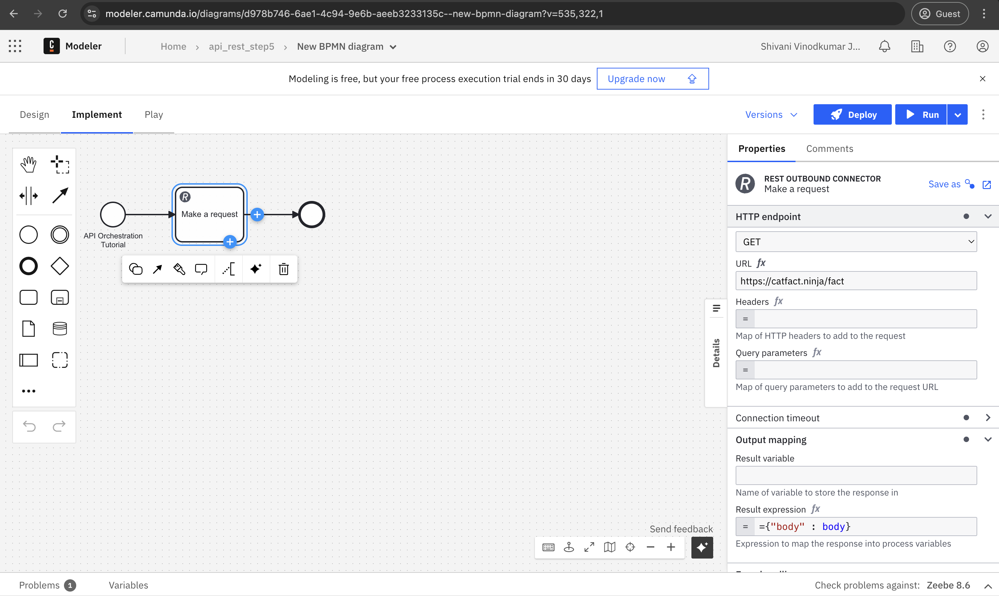 modeler.camunda.io/diagrams/d978b746-6ae1-4c94-9e6b-aeeb3233135c--new-bpmn-diagram?v=535,322,1
Guest
Modeler
Home
api_rest_step5
New BPMN diagram
Shivani Vinodkumar J...
Modeling is free, but your free process execution trial ends in 30 days
Upgrade now
Design
Implement
Play
Versions
Deploy
Run
Make a request
API Orchestration
Tutorial
Details
Properties
Comments
REST OUTBOUND CONNECTOR
Make a request
Save as
HTTP endpoint
GET
URL fx
https://catfact.ninja/fact
Headers fx
=
Map of HTTP headers to add to the request
Query parameters fx
=
Map of query parameters to add to the request URL
Connection timeout
Output mapping
Result variable
Name of variable to store the response in
Result expression fx
= ={"body" : body}
Expression to map the response into process variables
Send feedback
Problems 1
Variables
Check problems against: Zeebe 8.6